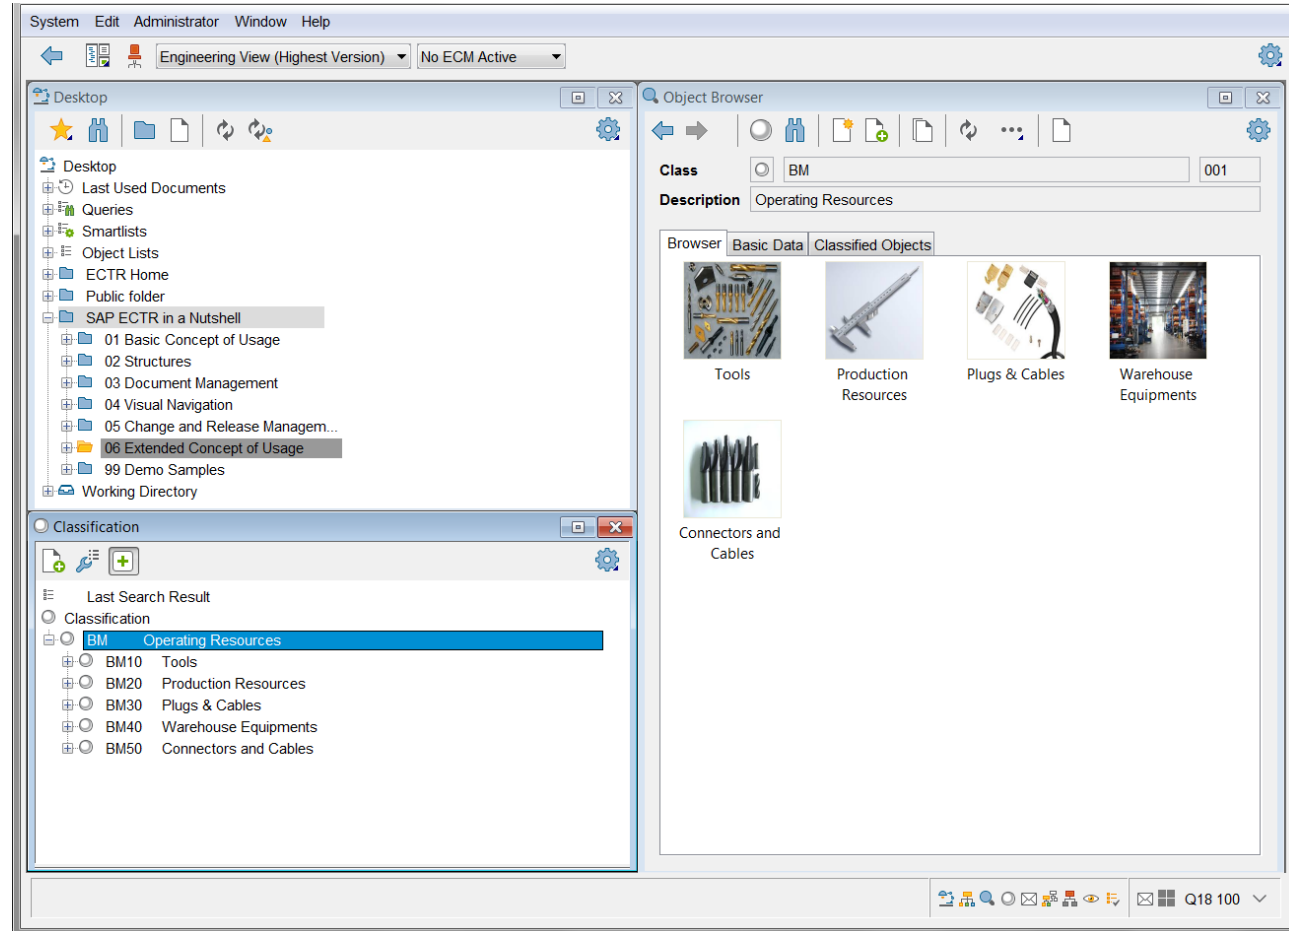 System Edit Administrator Window Help
Engineering View (Highest Version) No ECM Active
Desktop
Desktop
Last Used Documents
Queries
Smartlists
Object Lists
ECTR Home
Public folder
SAP ECTR in a Nutshell
01 Basic Concept of Usage
02 Structures
03 Document Management
04 Visual Navigation
05 Change and Release Managem...
06 Extended Concept of Usage
99 Demo Samples
Working Directory
Classification
Last Search Result
Classification
BM Operating Resources
BM10 Tools
BM20 Production Resources
BM30 Plugs & Cables
BM40 Warehouse Equipments
BM50 Connectors and Cables
Object Browser
Class BM 001
Description Operating Resources
Browser Basic Data Classified Objects
Tools
Production
Resources
Plugs & Cables
Warehouse
Equipments
Connectors and
Cables
Q18 100